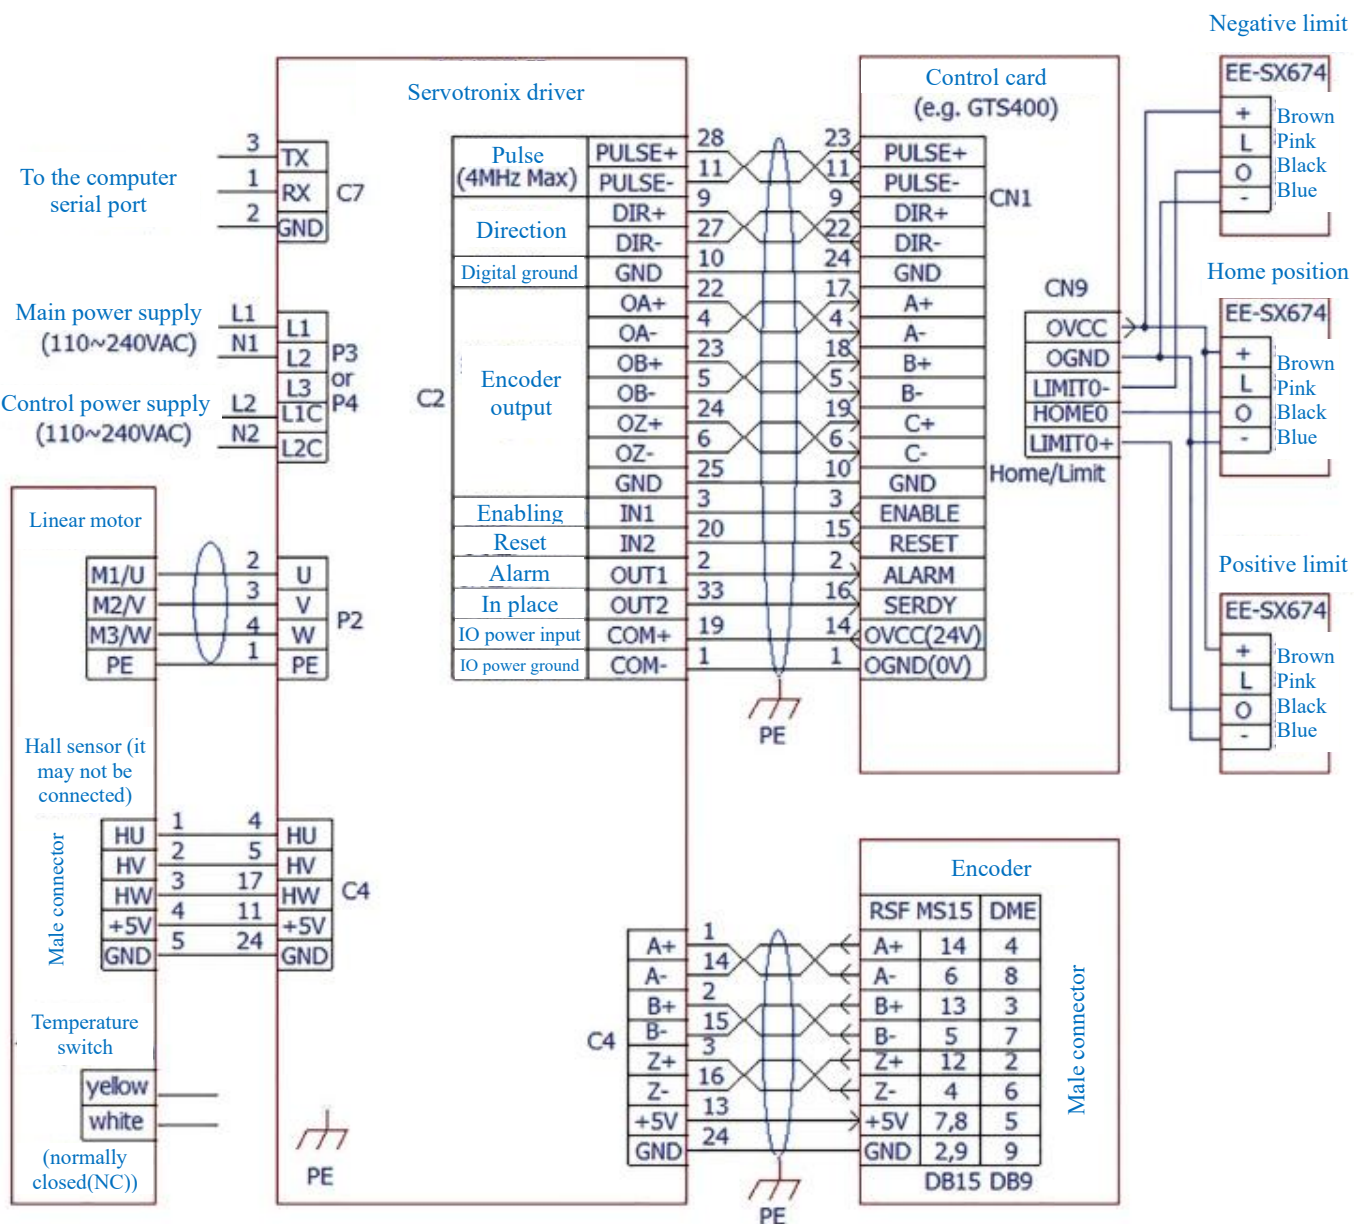 Negative limit
EE-SX674
+ Brown
L Pink
O Black
- Blue
Home position
EE-SX674
+ Brown
L Pink
O Black
- Blue
Positive limit
EE-SX674
+ Brown
L Pink
O Black
- Blue
Servotronix driver
To the computer
serial port
3 TX
1 RX
2 GND
C7
Main power supply
(110~240VAC)
L1 L1
N1 L2
L3
Control power supply
(110~240VAC)
L2 L1C
N2 L2C
P3
or
P4
Linear motor
M1/U 2 U
M2/V 3 V
M3/W 4 W
PE 1 PE
P2
Hall sensor (it
may not be
connected)
Male connector
HU 1 4 HU
HV 2 5 HV
HW 3 17 HW
+5V 4 11 +5V
GND 5 24 GND
C4
Temperature
switch
yellow
white
(normally
closed(NC))
PE
C2
Pulse
(4MHz Max)
Direction
Digital ground
Encoder
output
Enabling
Reset
Alarm
In place
IO power input
IO power ground
Control card
(e.g. GTS400)
PULSE+ 28 23 PULSE+
PULSE- 11 11 PULSE-
DIR+ 9 9 DIR+
DIR- 27 22 DIR-
GND 10 24 GND
OA+ 22 17 A+
OA- 4 4 A-
OB+ 23 18 B+
OB- 5 5 B-
OZ+ 24 19 C+
OZ- 6 6 C-
GND 25 10 GND
IN1 3 3 ENABLE
IN2 20 15 RESET
OUT1 2 2 ALARM
OUT2 33 16 SERDY
COM+ 19 14 OVCC(24V)
COM- 1 1 OGND(0V)
PE
CN1
CN9
OVCC
OGND
LIMIT0-
HOME0
LIMIT0+
Home/Limit
Encoder
RSF MS15 DME
C4
A+ 1 A+ 14 4
A- 14 A- 6 8
B+ 2 B+ 13 3
B- 15 B- 5 7
Z+ 3 Z+ 12 2
Z- 16 Z- 4 6
+5V 13 +5V 7,8 5
GND 24 GND 2,9 9
DB15 DB9
Male connector
PE